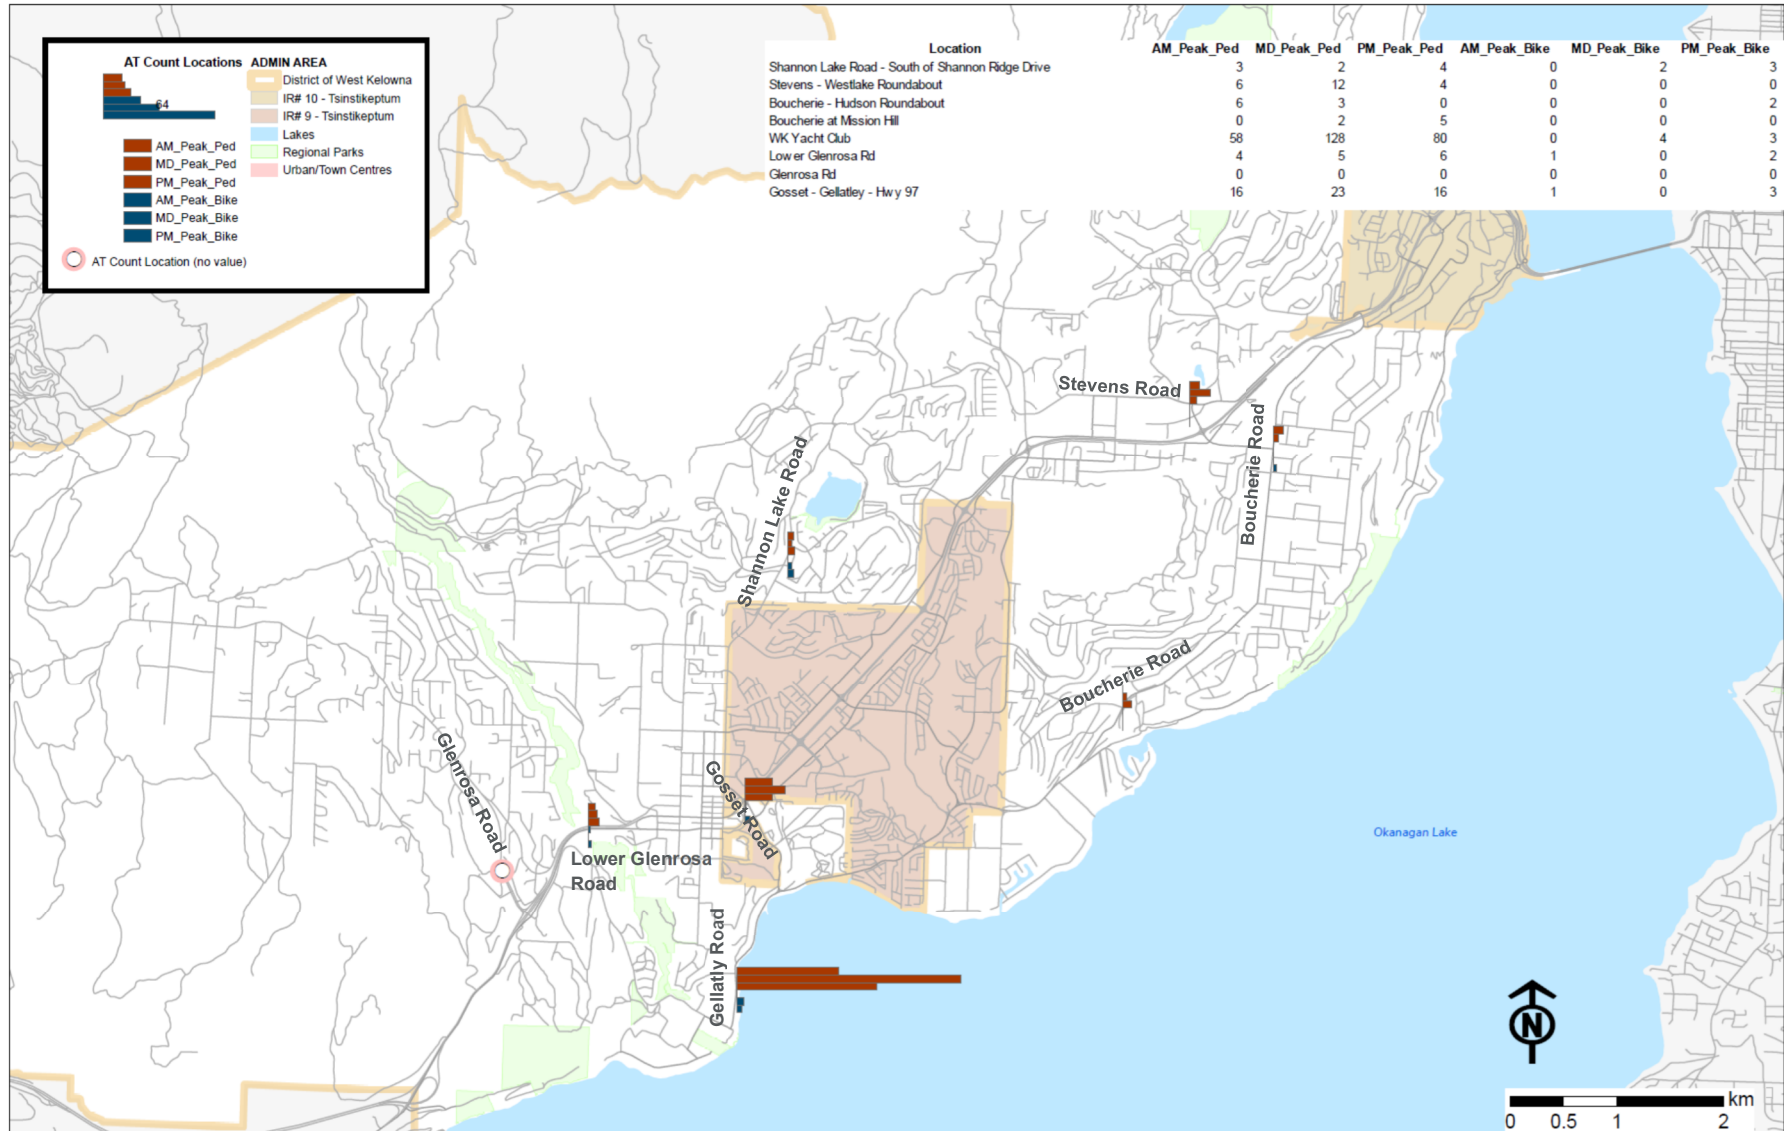 AT Count Locations
64
AM_Peak_Ped
MD_Peak_Ped
PM_Peak_Ped
AM_Peak_Bike
MD_Peak_Bike
PM_Peak_Bike
AT Count Location (no value)
ADMIN AREA
District of West Kelowna
IR# 10 - Tsinstikeptum
IR# 9 - Tsinstikeptum
Lakes
Regional Parks
Urban/Town Centres
Location AM_Peak_Ped MD_Peak_Ped PM_Peak_Ped AM_Peak_Bike MD_Peak_Bike PM_Peak_Bike
Shannon Lake Road - South of Shannon Ridge Drive 3 2 4 0 2 3
Stevens - Westlake Roundabout 6 12 4 0 0 0
Boucherie - Hudson Roundabout 6 3 0 0 0 2
Boucherie at Mission Hill 0 2 5 0 0 0
WK Yacht Club 58 128 80 0 4 3
Lower Glenrosa Rd 4 5 6 1 0 2
Glenrosa Rd 0 0 0 0 0 0
Gosset - Gellatley - Hwy 97 16 23 16 1 0 3
Stevens Road
Boucherie Road
Shannon Lake Road
Boucherie Road
Glenrosa Road
Gosset Road
Lower Glenrosa
Road
Gellatly Road
Okanagan Lake
N
km
0 0.5 1 2